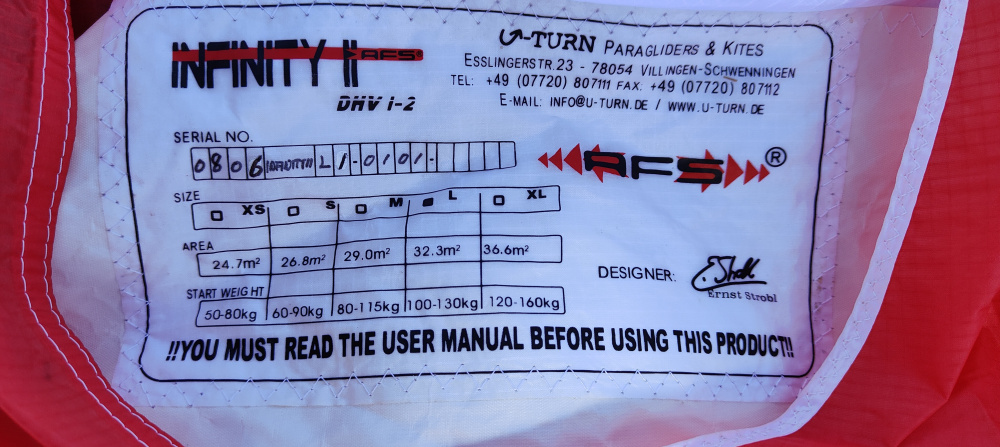 INFINITY II AFS
DHV 1-2
U-TURN PARAGLIDERS & KITES
ESSLINGERSTR.23 - 78054 VILLINGEN-SCHWENNINGEN
TEL: +49 (07720) 807111 FAX. +49 (07720) 807112
E-MAIL: INFO@U-TURN.DE / WWW.U-TURN.DE
SERIAL NO.
0806 L1-0101-
AFS®
SIZE XS S M L XL
AREA 24.7m² 26.8m² 29.0m² 32.3m² 36.6m²
START WEIGHT 50-80kg 60-90kg 80-115kg 100-130kg 120-160kg
DESIGNER:
Ernst Strobl
!!YOU MUST READ THE USER MANUAL BEFORE USING THIS PRODUCT!!